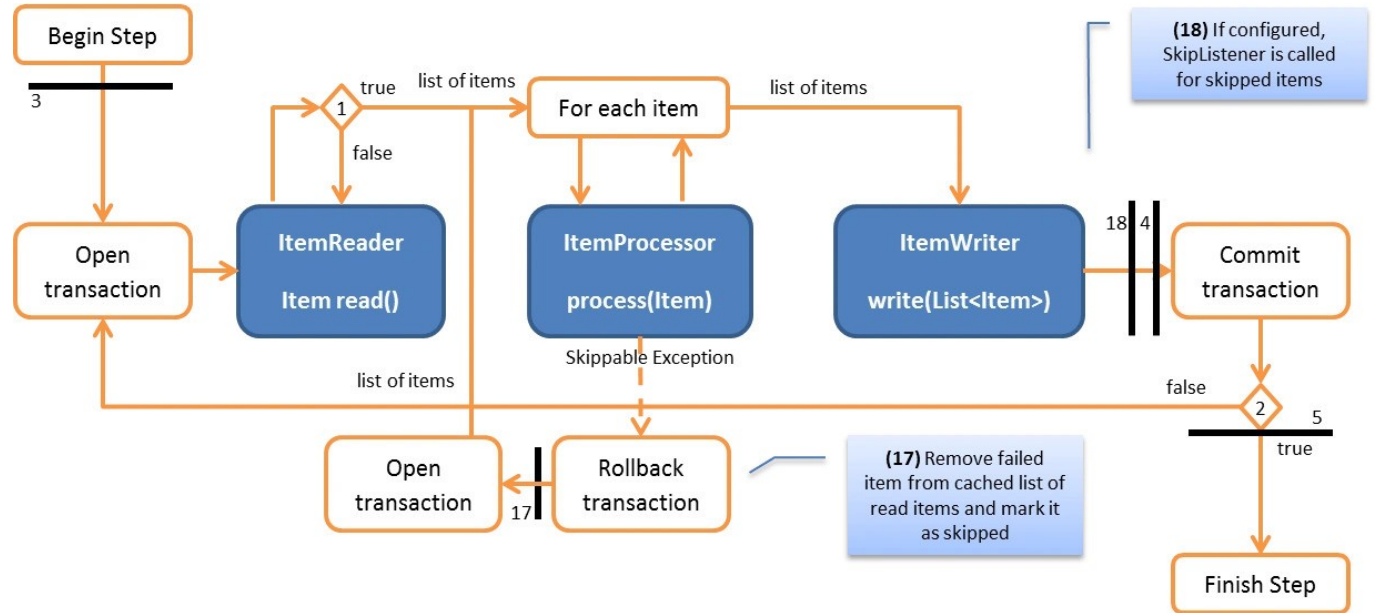 Begin Step
3
Open
transaction
1
true
false
list of items
For each item
list of items
(18) If configured,
SkipListener is called
for skipped items
ItemReader
Item read()
ItemProcessor
process(Item)
ItemWriter
write(List<Item>)
18
4
Commit
transaction
Skippable Exception
list of items
false
2
5
true
Open
transaction
17
Rollback
transaction
(17) Remove failed
item from cached list of
read items and mark it
as skipped
Finish Step